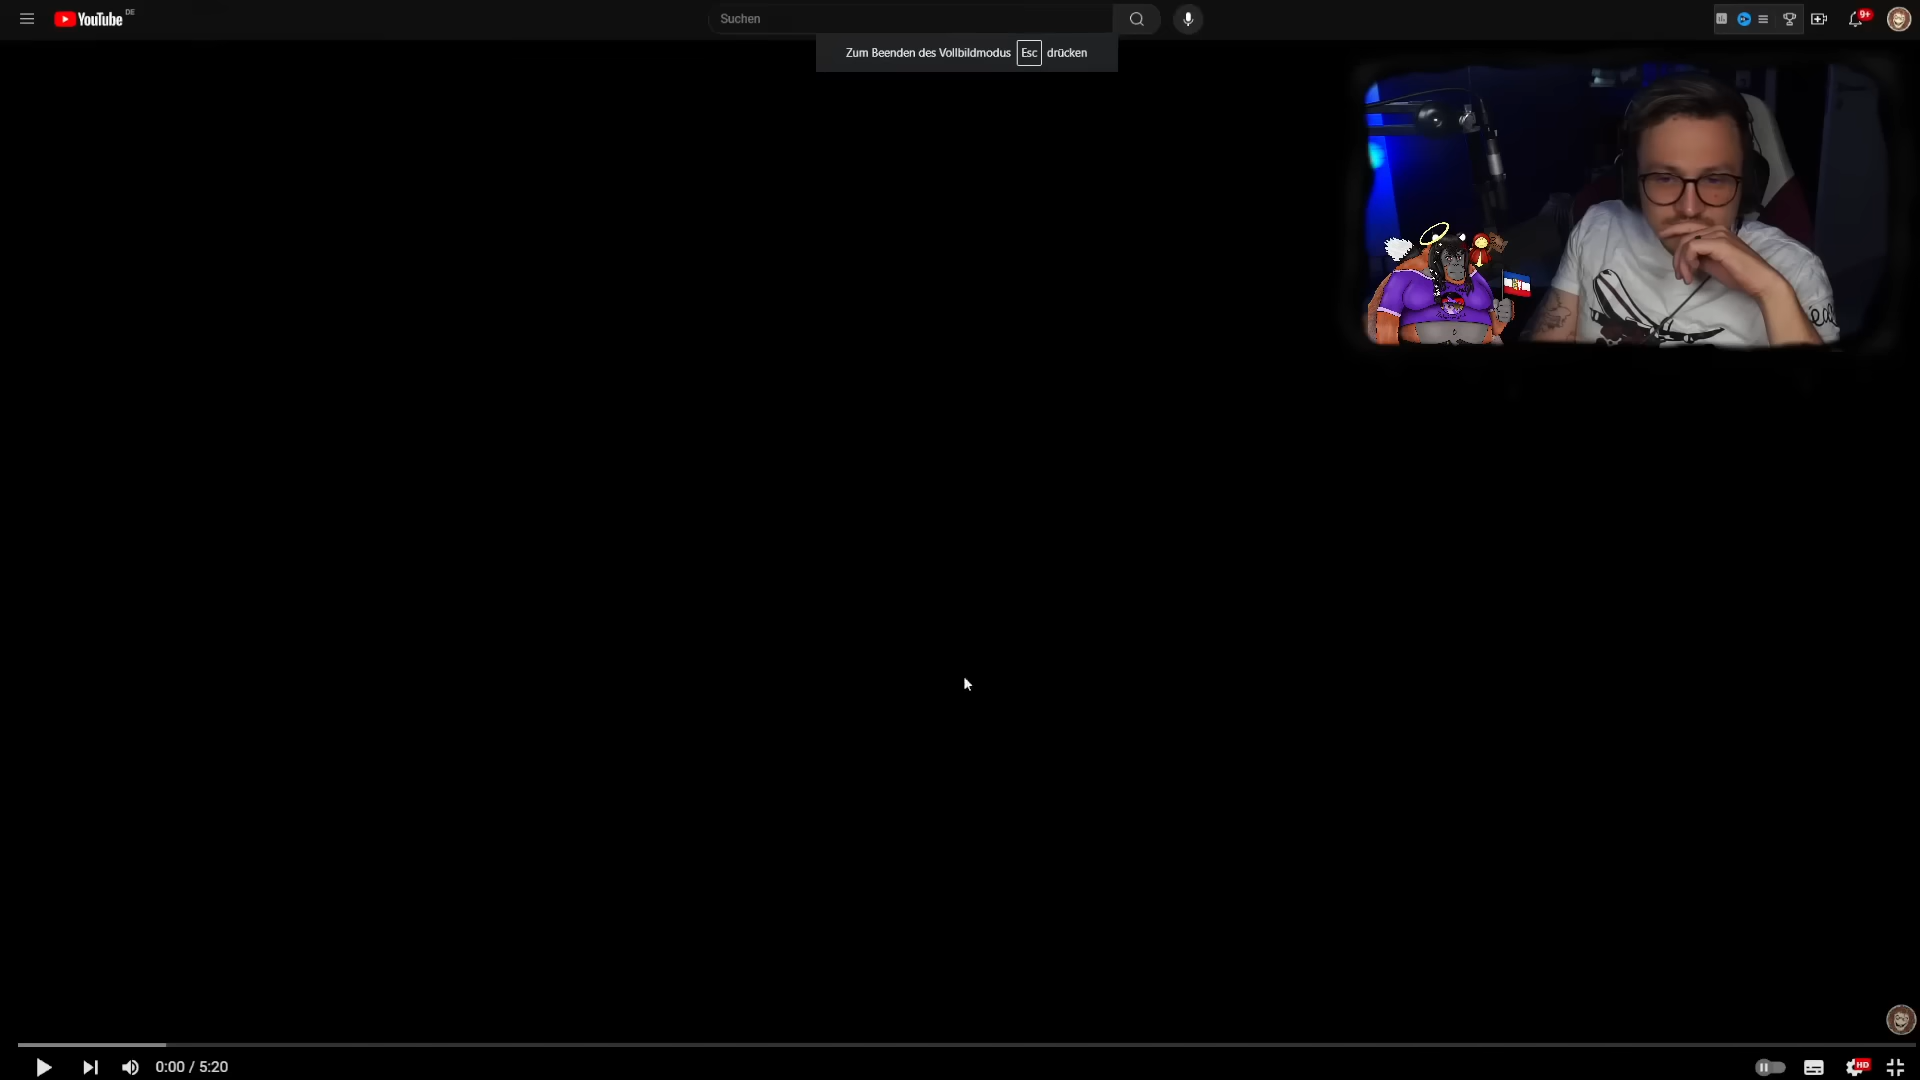 YouTube DE
Suchen
9+
Zum Beenden des Vollbildmodus Esc drücken
0:00 / 5:20
HD